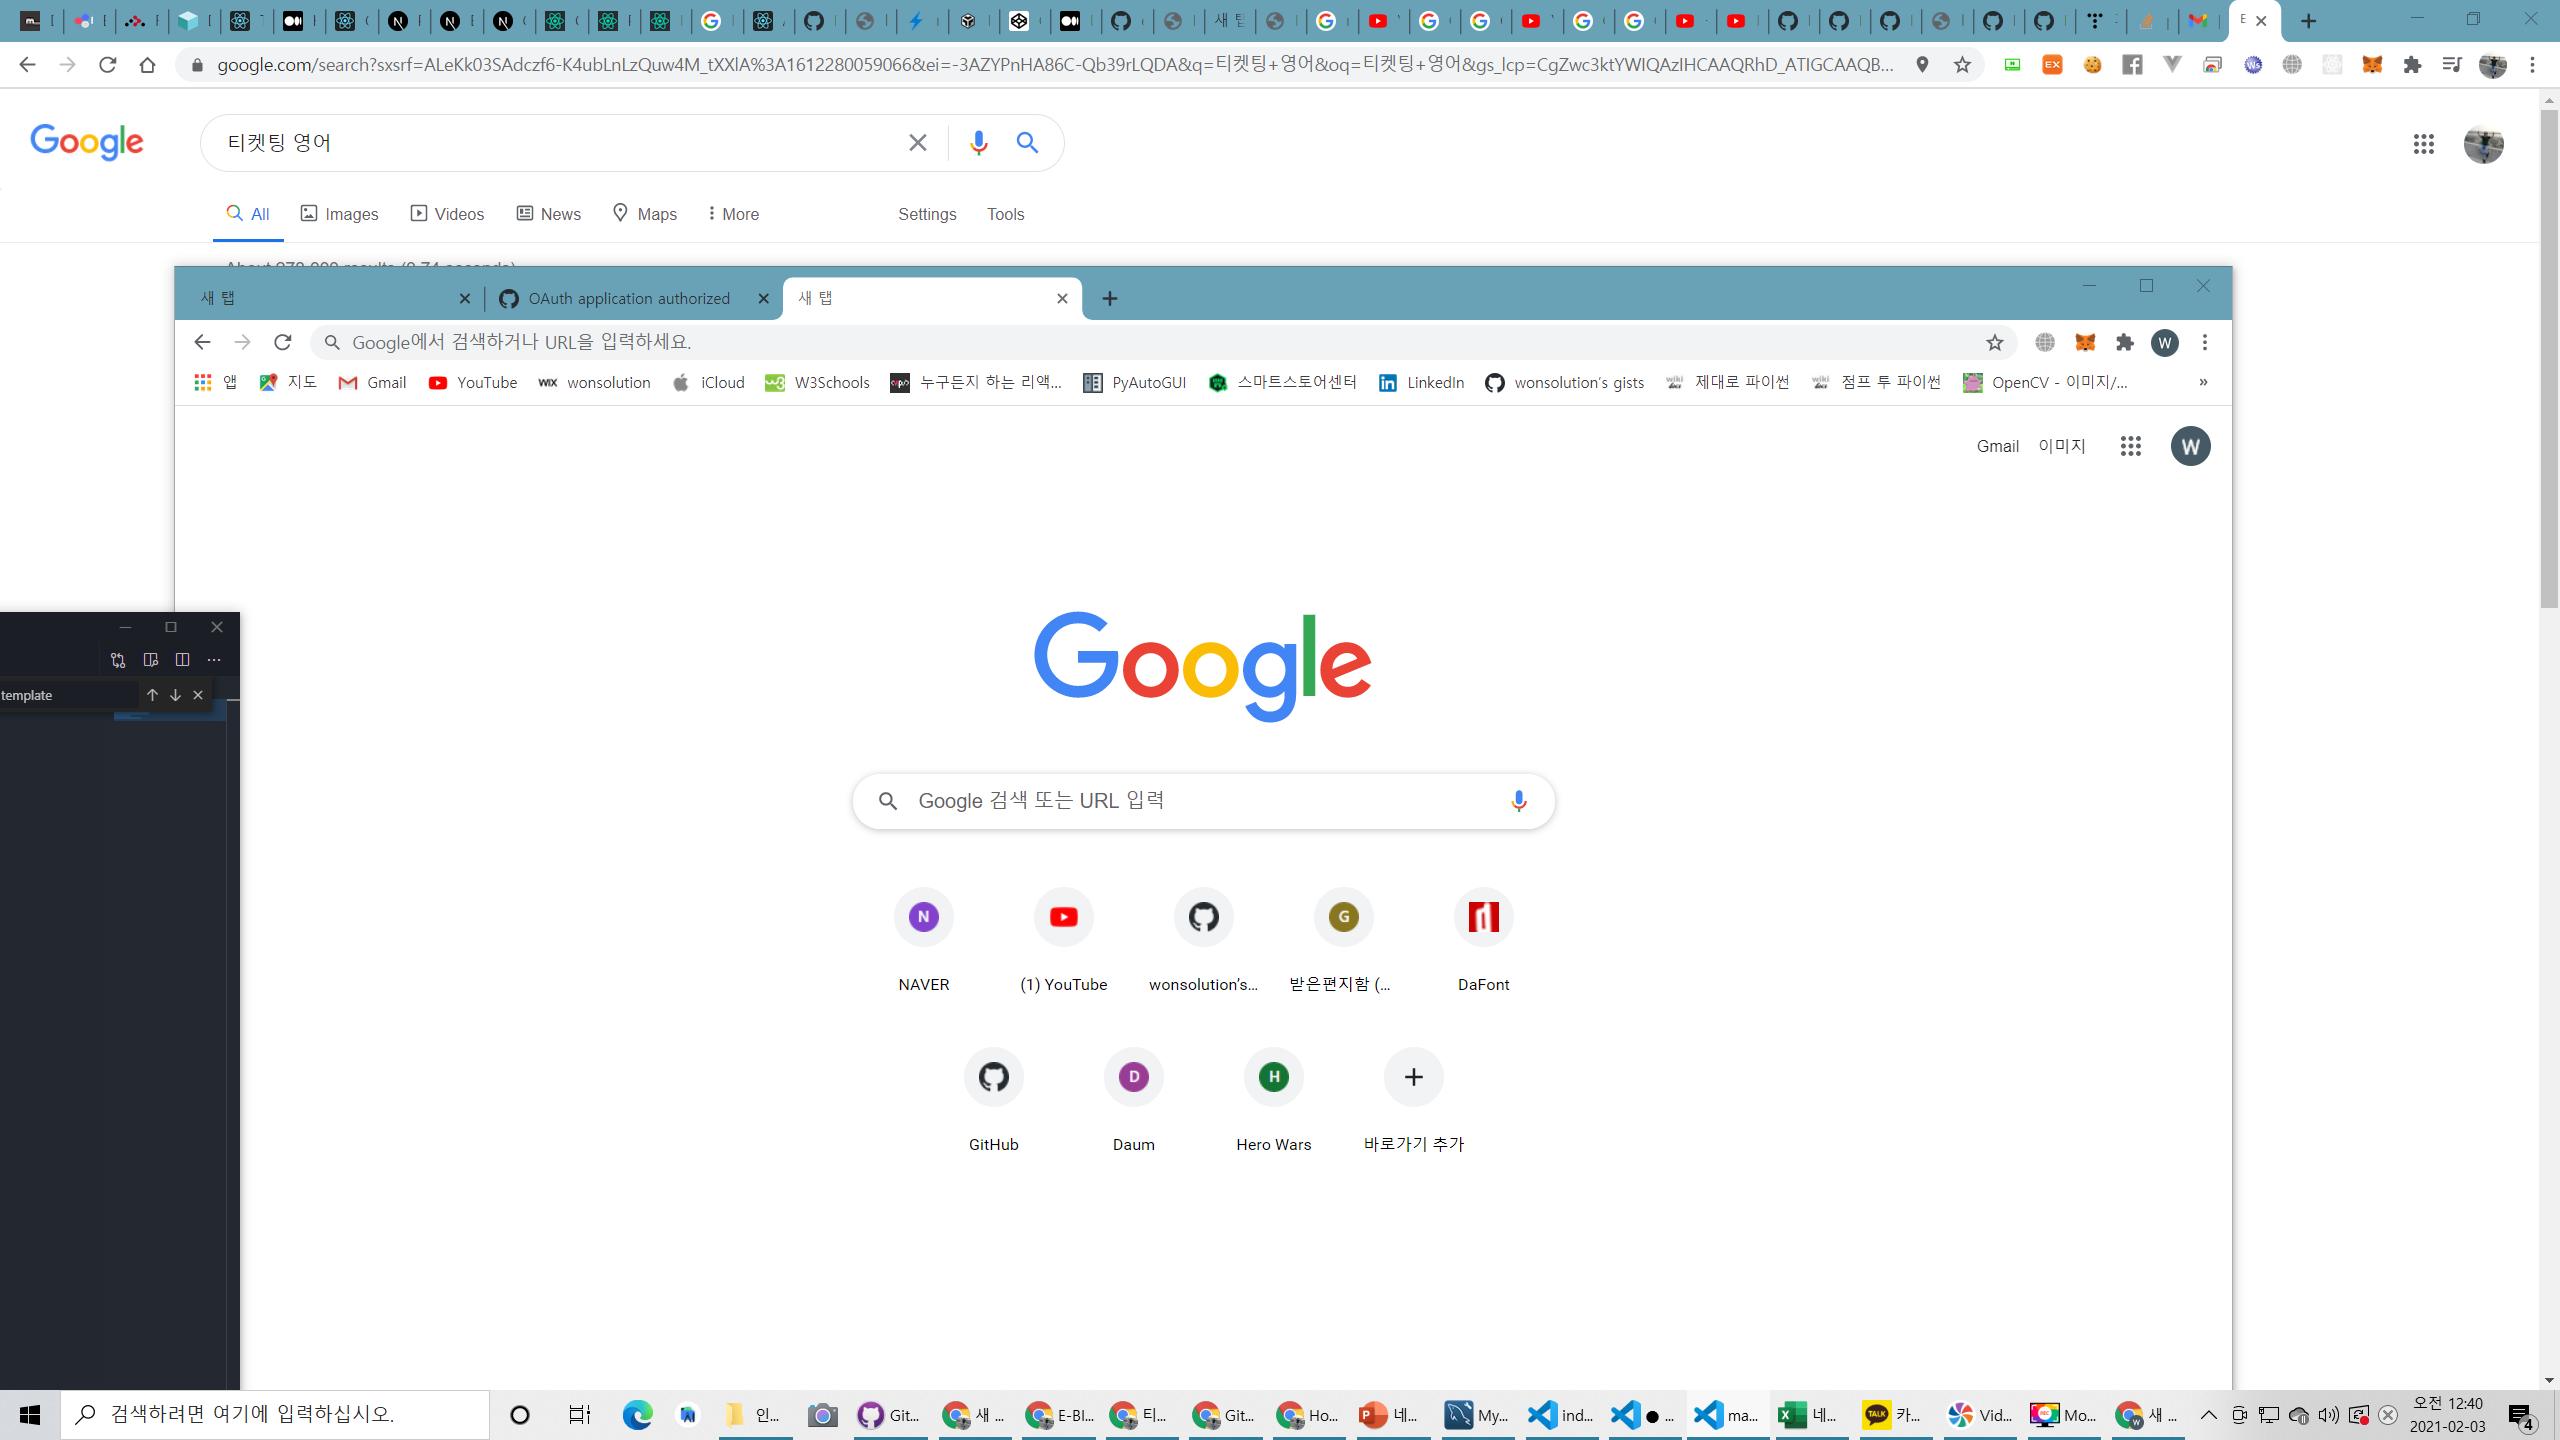 google.com/search?sxsrf=ALeKk03SAdczf6-K4ubLnLzQuw4M_tXXlA%3A1612280059066&ei=-3AZYPnHA86C-Qb39rLQDA&q=티켓팅+영어&oq=티켓팅+영어&gs_lcp=CgZwc3ktYWIQAzIHCAAQRhD_ATIGCAAQB...
Google
티켓팅 영어
All
Images
Videos
News
Maps
More
Settings
Tools
새 탭
OAuth application authorized
새 탭
Google에서 검색하거나 URL을 입력하세요.
W
앱
지도
Gmail
YouTube
WIX wonsolution
iCloud
W3Schools
누구든지 하는 리액...
PyAutoGUI
스마트스토어센터
LinkedIn
wonsolution's gists
제대로 파이썬
점프 투 파이썬
OpenCV - 이미지/...
»
Gmail
이미지
W
template
Google
Google 검색 또는 URL 입력
N
G
NAVER
(1) YouTube
wonsolution's...
받은편지함 (...
DaFont
D
H
GitHub
Daum
Hero Wars
바로가기 추가
검색하려면 여기에 입력하십시오.
인...
Git...
새 ...
E-BI...
티...
Git...
Ho...
네...
My...
ind...
● ...
ma...
네...
카...
Vid...
Mo...
새 ...
오전 12:40
2021-02-03
4